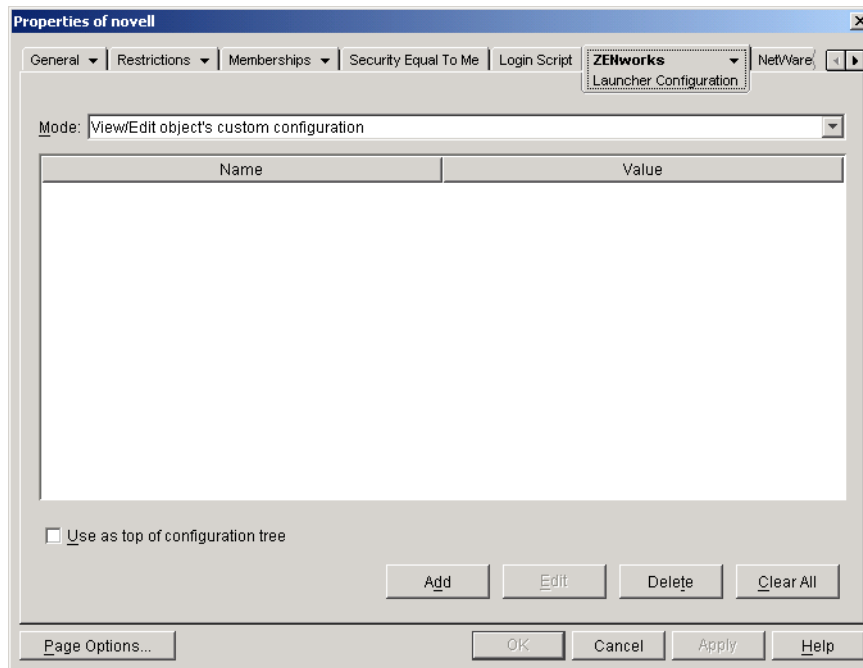 Properties of novell
General Restrictions Memberships Security Equal To Me Login Script ZENworks NetWare
Launcher Configuration
Mode: View/Edit object's custom configuration
Name Value
Use as top of configuration tree
Add Edit Delete Clear All
Page Options... OK Cancel Apply Help